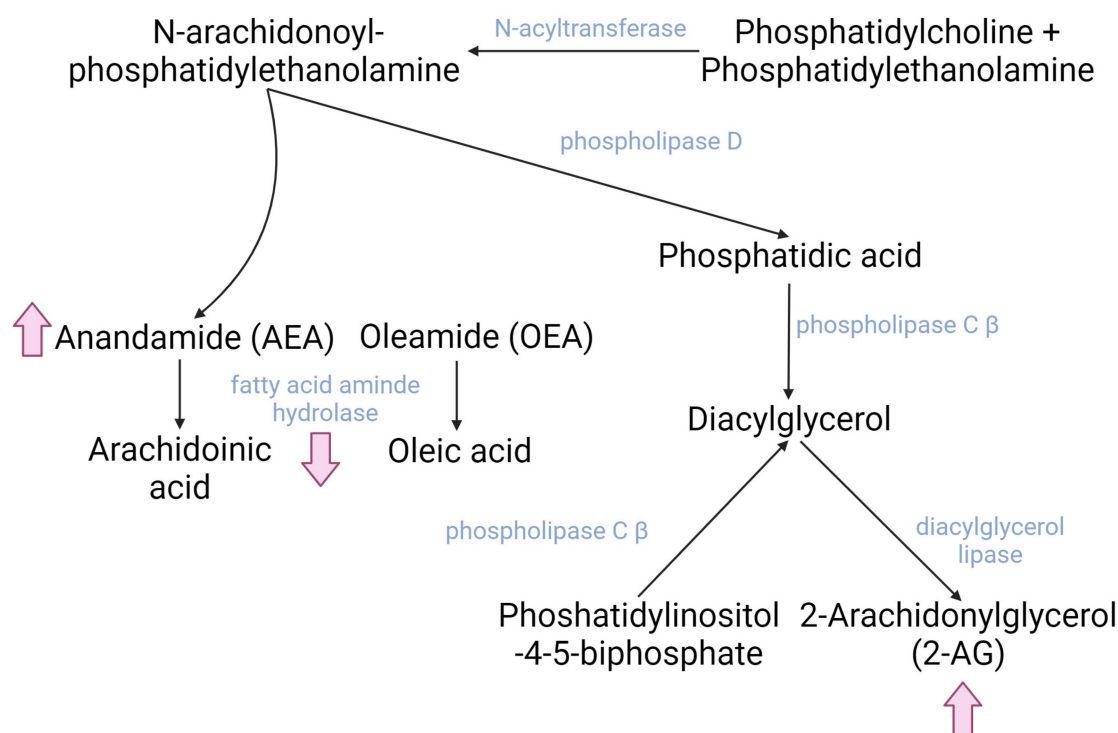 N-arachidonoyl-
phosphatidylethanolamine
N-acyltransferase
Phosphatidylcholine +
Phosphatidylethanolamine
phospholipase D
Phosphatidic acid
phospholipase C β
Anandamide (AEA)
Oleamide (OEA)
fatty acid aminde
hydrolase
Arachidoinic
acid
Oleic acid
Diacylglycerol
phospholipase C β
diacylglycerol
lipase
Phoshatidylinositol
-4-5-biphosphate
2-Arachidonylglycerol
(2-AG)